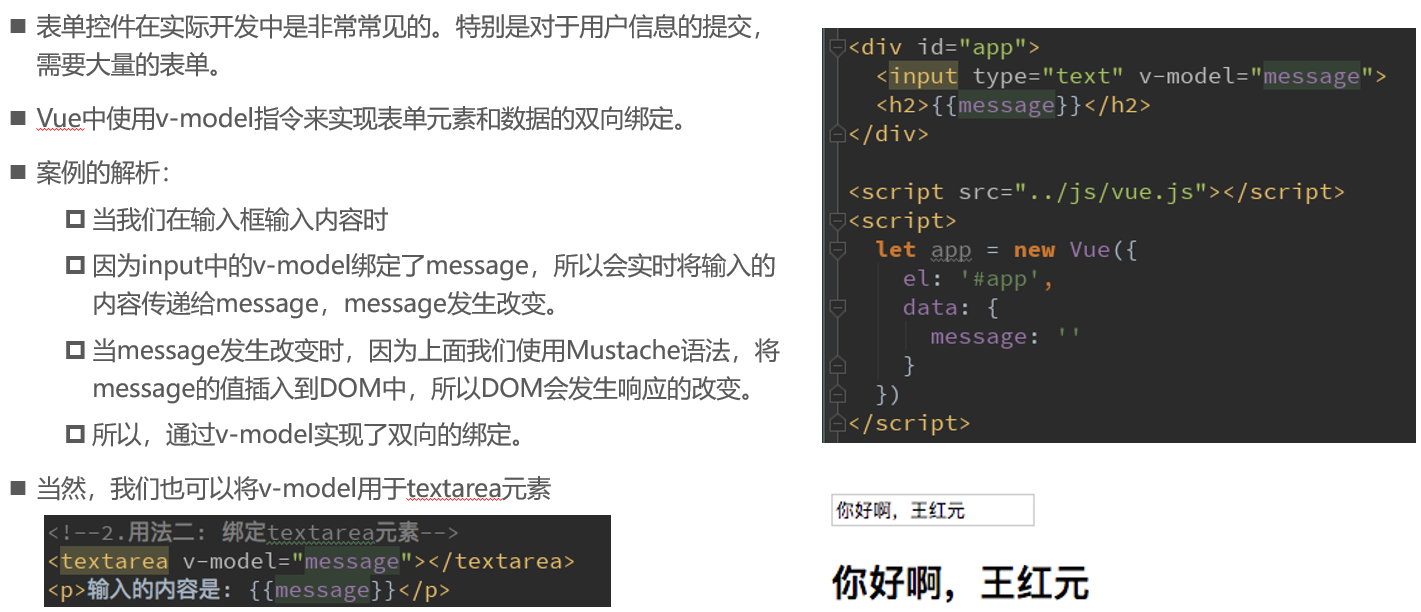 ■ 表单控件在实际开发中是非常常见的。特别是对于用户信息的提交，
需要大量的表单。
■ Vue中使用v-model指令来实现表单元素和数据的双向绑定。
■ 案例的解析：
当我们在输入框输入内容时
因为input中的v-model绑定了message，所以会实时将输入的
内容传递给message，message发生改变。
当message发生改变时，因为上面我们使用Mustache语法，将
message的值插入到DOM中，所以DOM会发生响应的改变。
所以，通过v-model实现了双向的绑定。
■ 当然，我们也可以将v-model用于textarea元素
<!--2.用法二: 绑定textarea元素-->
<textarea v-model="message"></textarea>
<p>输入的内容是: {{message}}</p>
<div id="app">
  <input type="text" v-model="message">
  <h2>{{message}}</h2>
</div>
<script src="../js/vue.js"></script>
<script>
  let app = new Vue({
    el: '#app',
    data: {
      message: ''
    }
  })
</script>
你好啊，王红元
你好啊，王红元